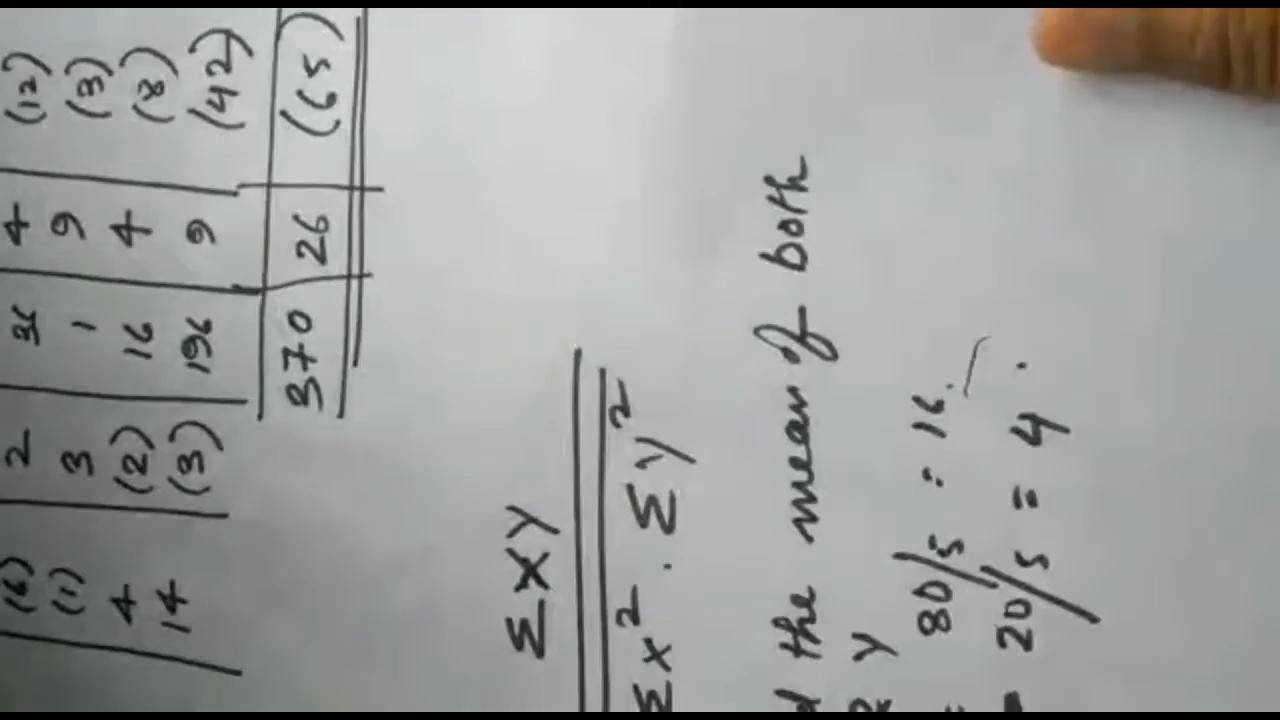 (6) 2 36 4 (12)
(1) 3 1 9 (3)
4 (2) 16 4 (8)
14 (3) 196 9 (42)
370 26 (65)
ΣXY
Σx² . Σy²
the mean of both
Y
80/5 = 16.
= 20/5 = 4.